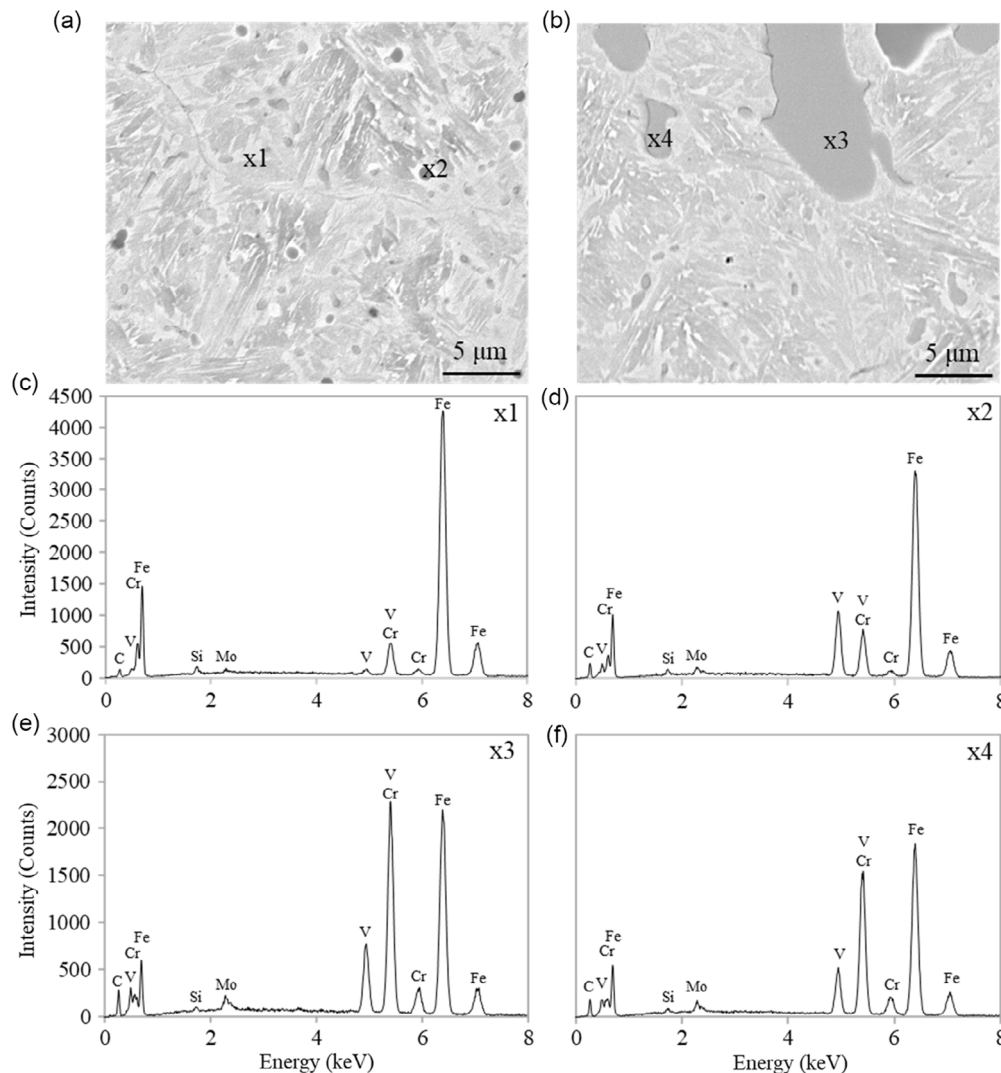 (a)
(b)
x1
x2
x3
x4
5 µm
5 µm
(c)
x1
Intensity (Counts)
4500
4000
3500
3000
2500
2000
1500
1000
500
0
Fe
Fe
Cr
C
V
Si
Mo
V
V
Cr
Cr
Fe
0
2
4
6
8
(d)
x2
Fe
Fe
Cr
C
V
Si
Mo
V
V
Cr
Cr
Fe
0
2
4
6
8
(e)
x3
Intensity (Counts)
3000
2500
2000
1500
1000
500
0
Fe
Cr
C
V
Si
Mo
V
V
Cr
Cr
Fe
Fe
0
2
4
6
8
Energy (keV)
(f)
x4
Fe
Cr
C
V
Si
Mo
V
V
Cr
Cr
Fe
Fe
0
2
4
6
8
Energy (keV)